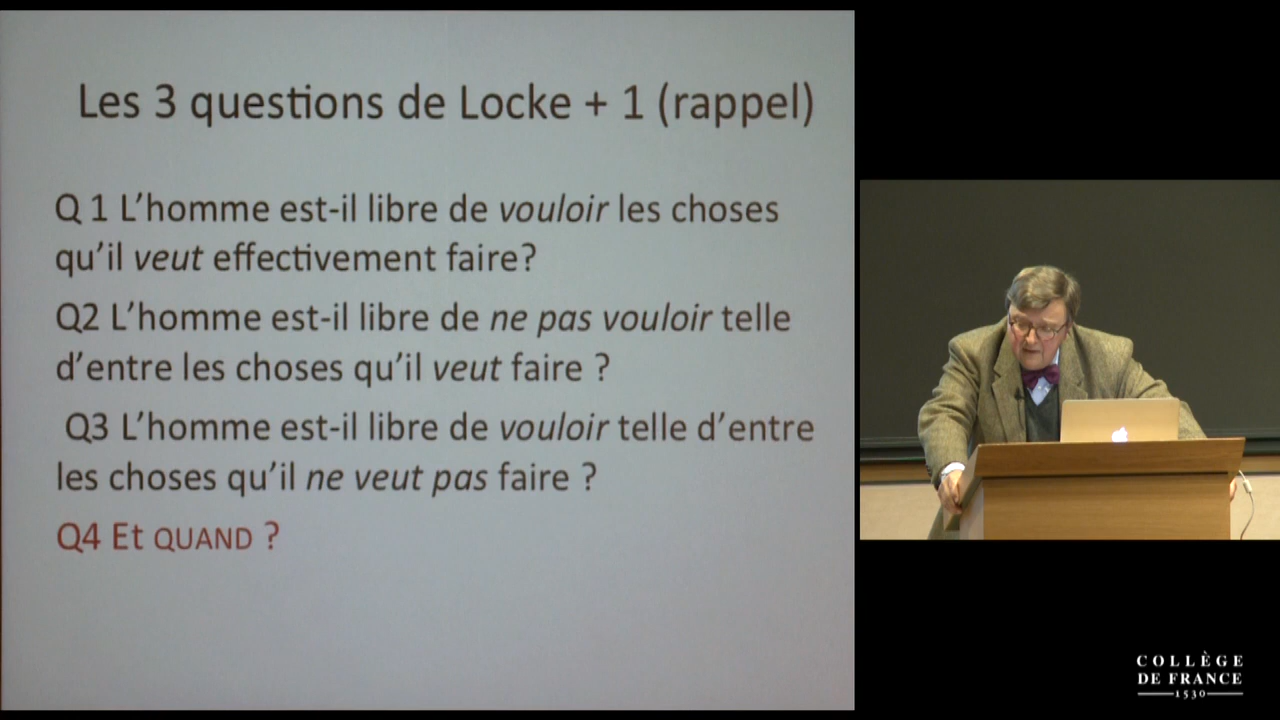 Les 3 questions de Locke + 1 (rappel)
Q 1 L’homme est-il libre de vouloir les choses
qu’il veut effectivement faire?
Q2 L’homme est-il libre de ne pas vouloir telle
d’entre les choses qu’il veut faire ?
Q3 L’homme est-il libre de vouloir telle d’entre
les choses qu’il ne veut pas faire ?
Q4 Et QUAND ?
COLLÈGE
DE FRANCE
1530